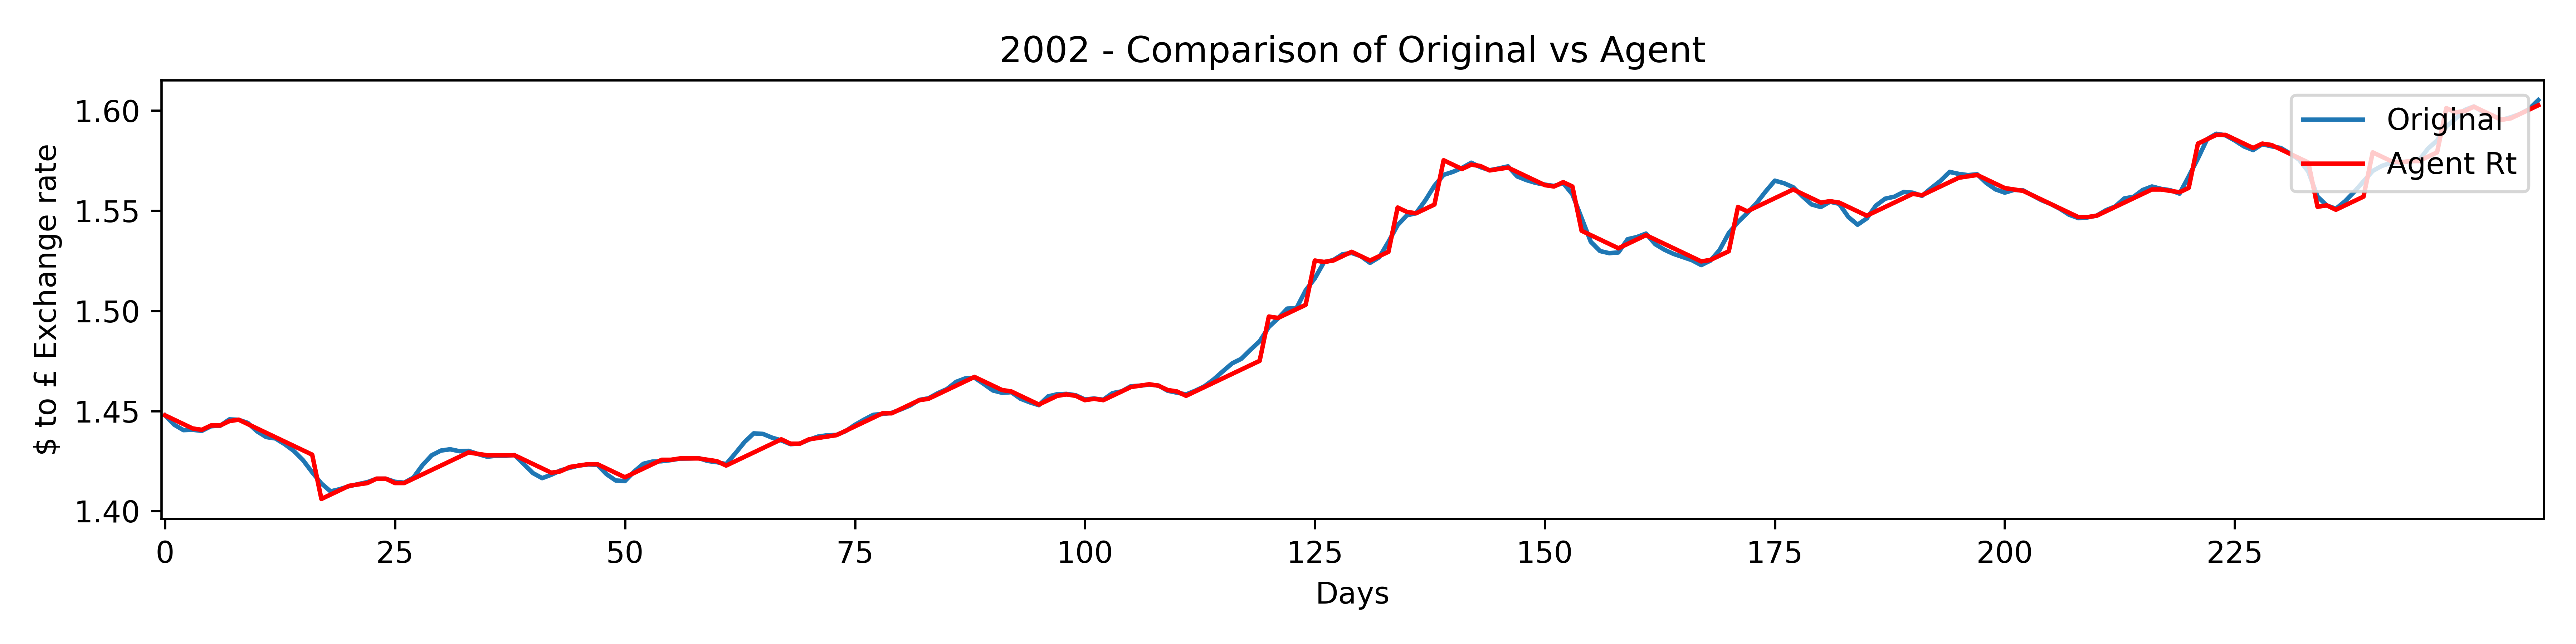 2002 - Comparison of Original vs Agent
$ to £ Exchange rate
1.60
1.55
1.50
1.45
1.40
Original
Agent Rt
0 25 50 75 100 125 150 175 200 225
Days